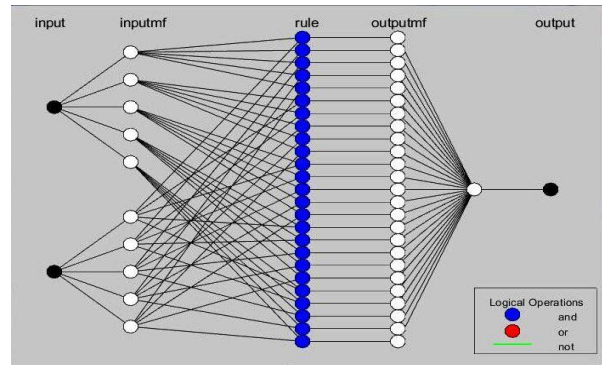 input inputmf rule outputmf output
Logical Operations
and
or
not